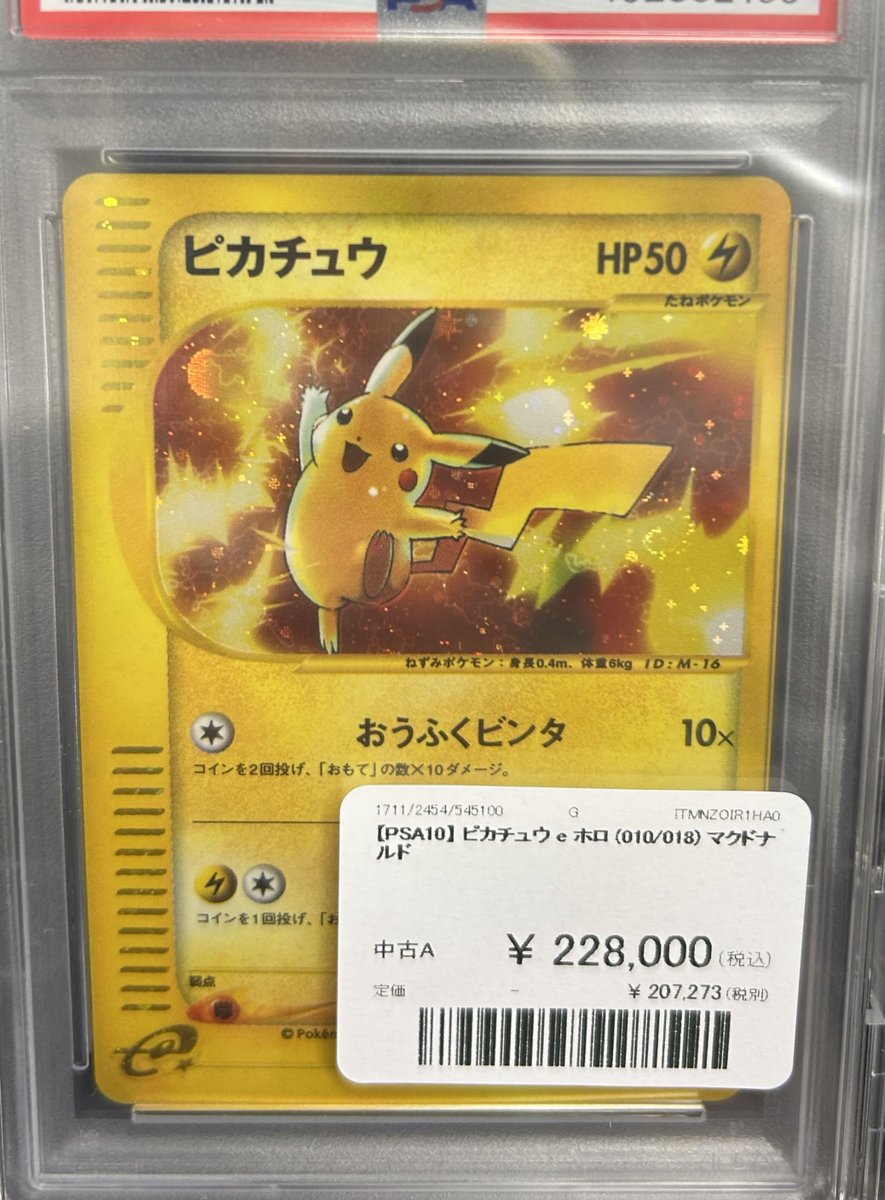 ピカチュウ
HP50
たねポケモン
ねずみポケモン：身長0.4m、体重6kg ID:M-16
おうふくビンタ 10×
コインを2回投げ、「おもて」の数×10ダメージ。
コインを1回投げ、「お
弱点
©Pokén
1711/2454/545100 G iTMNZOIR1HA0
【PSA10】ピカチュウ e ホロ (010/018) マクドナ
ルド
中古A ¥ 228,000(税込)
定価 - ¥ 207,273(税別)